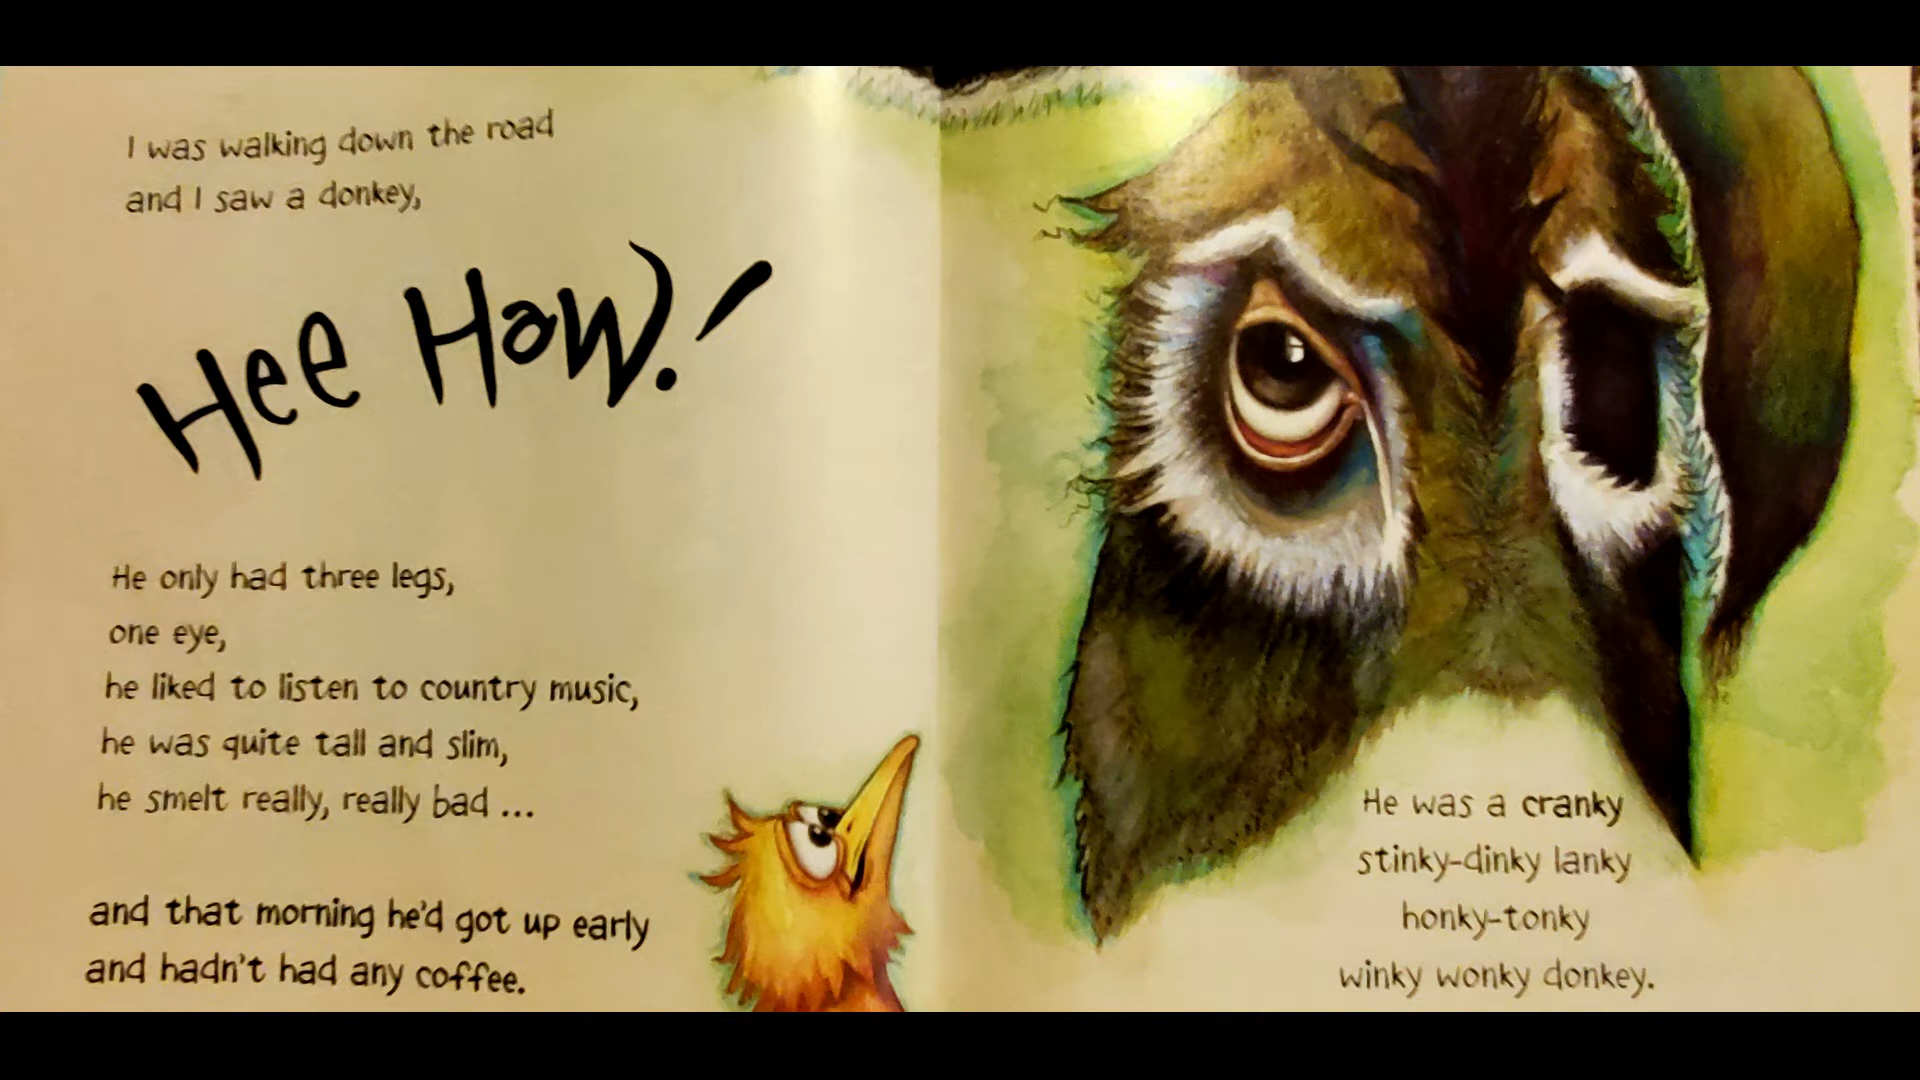 I was walking down the road
and I saw a donkey,
Hee Haw!
He only had three legs,
one eye,
he liked to listen to country music,
he was quite tall and slim,
he smelt really, really bad ...
and that morning he'd got up early
and hadn't had any coffee.
He was a cranky
stinky-dinky lanky
honky-tonky
winky wonky donkey.